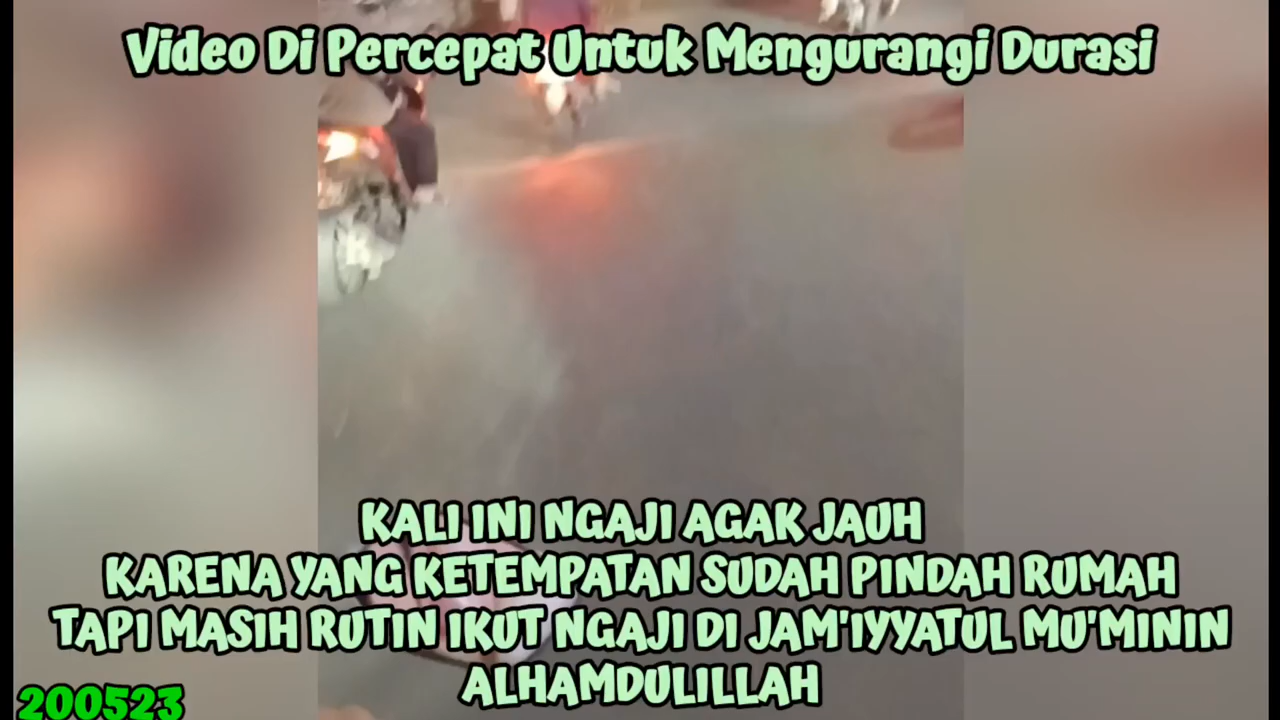 Video Di Percepat Untuk Mengurangi Durasi
KALI INI NGAJI AGAK JAUH
KARENA YANG KETEMPATAN SUDAH PINDAH RUMAH
TAPI MASIH RUTIN IKUT NGAJI DI JAM'IYYATUL MU'MININ
ALHAMDULILLAH
200523